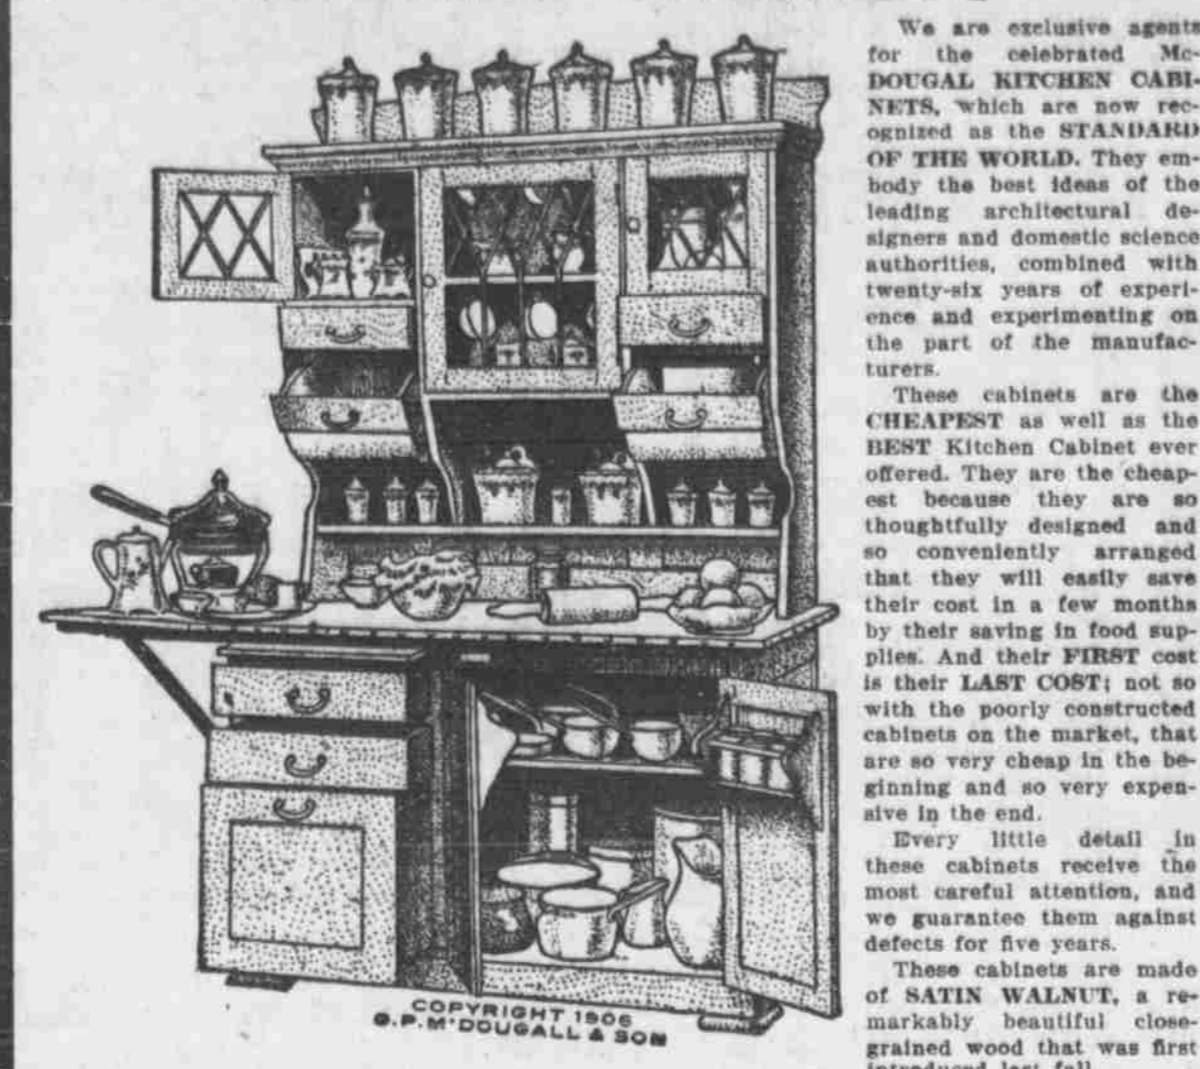 We are exclusive agents
for the celebrated Mc-
DOUGAL KITCHEN CABI-
NETS, which are now rec-
ognized as the STANDARD
OF THE WORLD. They em-
body the best ideas of the
leading architectural de-
signers and domestic science
authorities, combined with
twenty-six years of experi-
ence and experimenting on
the part of the manufac-
turers.
These cabinets are the
CHEAPEST as well as the
BEST Kitchen Cabinet ever
offered. They are the cheap-
est because they are so
thoughtfully designed and
so conveniently arranged
that they will easily save
their cost in a few months
by their saving in food sup-
plies. And their FIRST cost
is their LAST COST; not so
with the poorly constructed
cabinets on the market, that
are so very cheap in the be-
ginning and so very expen-
sive in the end.
Every little detail in
these cabinets receive the
most careful attention, and
we guarantee them against
defects for five years.
These cabinets are made
of SATIN WALNUT, a re-
markably beautiful close-
grained wood that was first
introduced last fall.
COPYRIGHT 1906
G. P. M'DOUGALL & SON